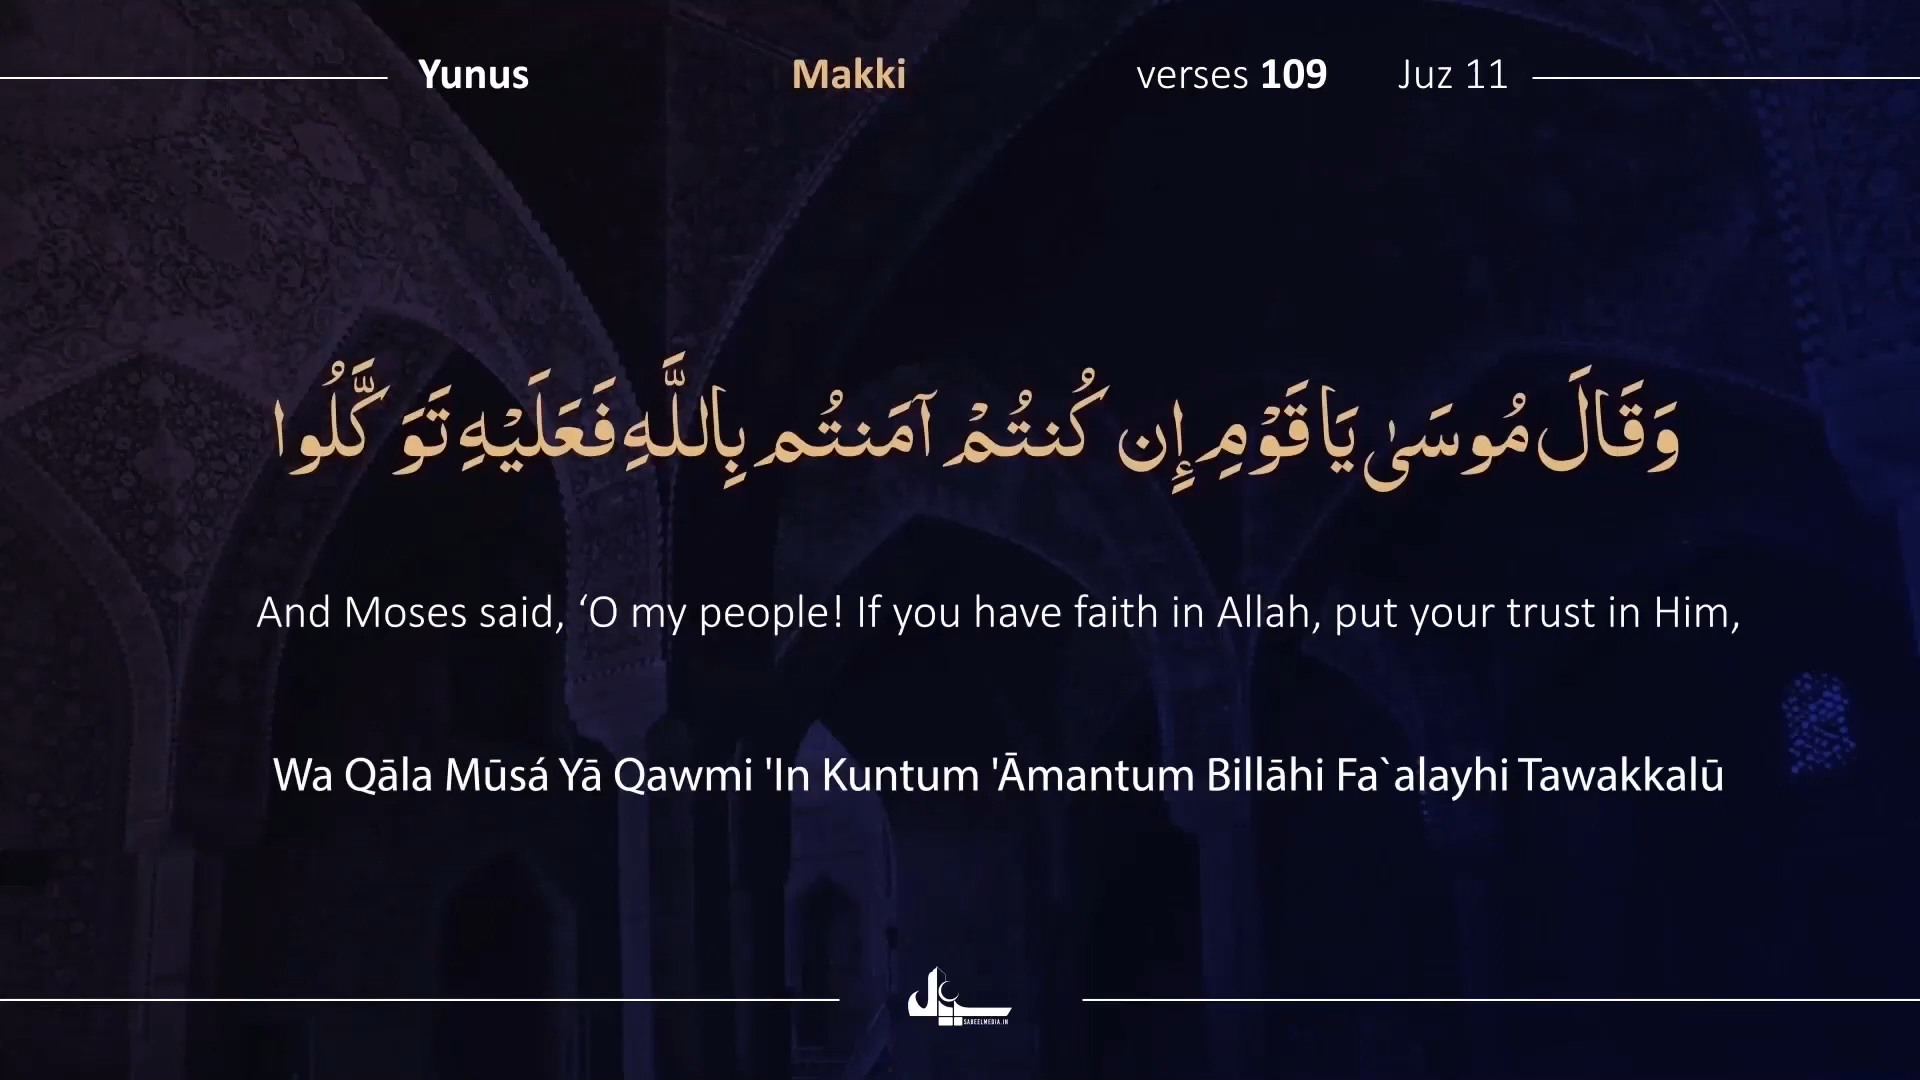 Yunus Makki verses 109 Juz 11
وَقَالَ مُوسَىٰ يَا قَوْمِ إِن كُنتُمْ آمَنتُم بِاللَّهِ فَعَلَيْهِ تَوَكَّلُوا
And Moses said, ‘O my people! If you have faith in Allah, put your trust in Him,
Wa Qāla Mūsá Yā Qawmi 'In Kuntum 'Āmantum Billāhi Fa`alayhi Tawakkalū
SABEELMEDIA.IN